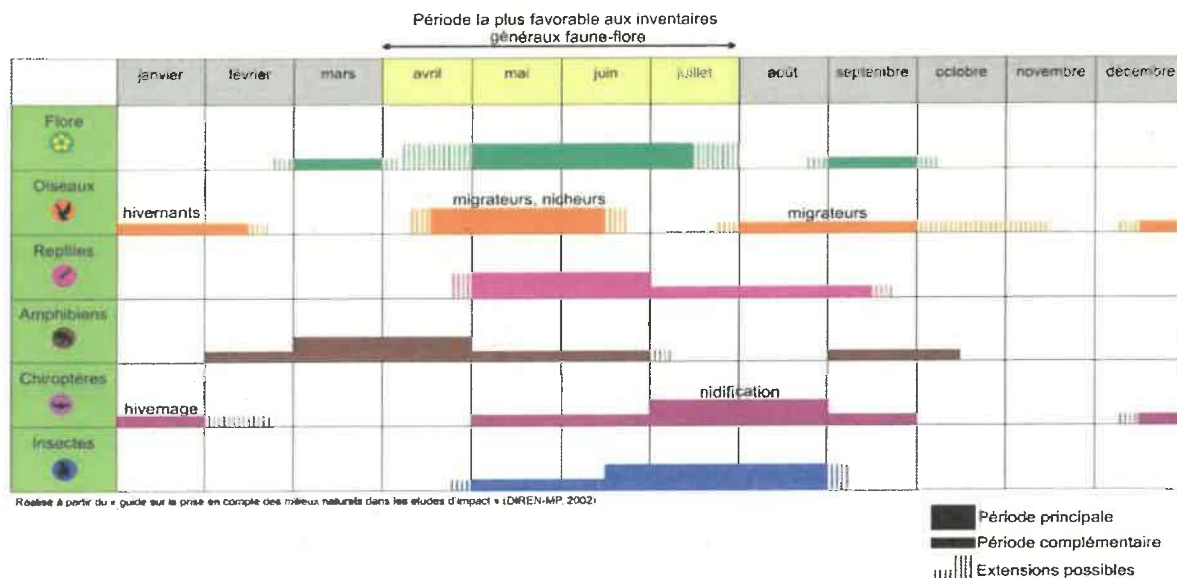 Période la plus favorable aux inventaires
généraux faune-flore
janvier février mars avril mai juin juillet août septembre octobre novembre décembre
Flore
Oiseaux
hivernants
migrateurs, nicheurs
migrateurs
Reptiles
Amphibiens
Chiroptères
hivernage
nidification
Insectes
Réalisé à partir du « guide sur la prise en compte des milieux naturels dans les études d'impact » (DIREN-MP, 2002)
Période principale
Période complémentaire
Extensions possibles